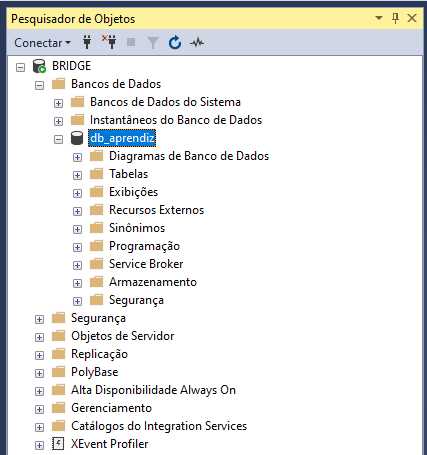 Pesquisador de Objetos
Conectar
BRIDGE
Bancos de Dados
Bancos de Dados do Sistema
Instantâneos do Banco de Dados
db_aprendiz
Diagramas de Banco de Dados
Tabelas
Exibições
Recursos Externos
Sinônimos
Programação
Service Broker
Armazenamento
Segurança
Segurança
Objetos de Servidor
Replicação
PolyBase
Alta Disponibilidade Always On
Gerenciamento
Catálogos do Integration Services
XEvent Profiler